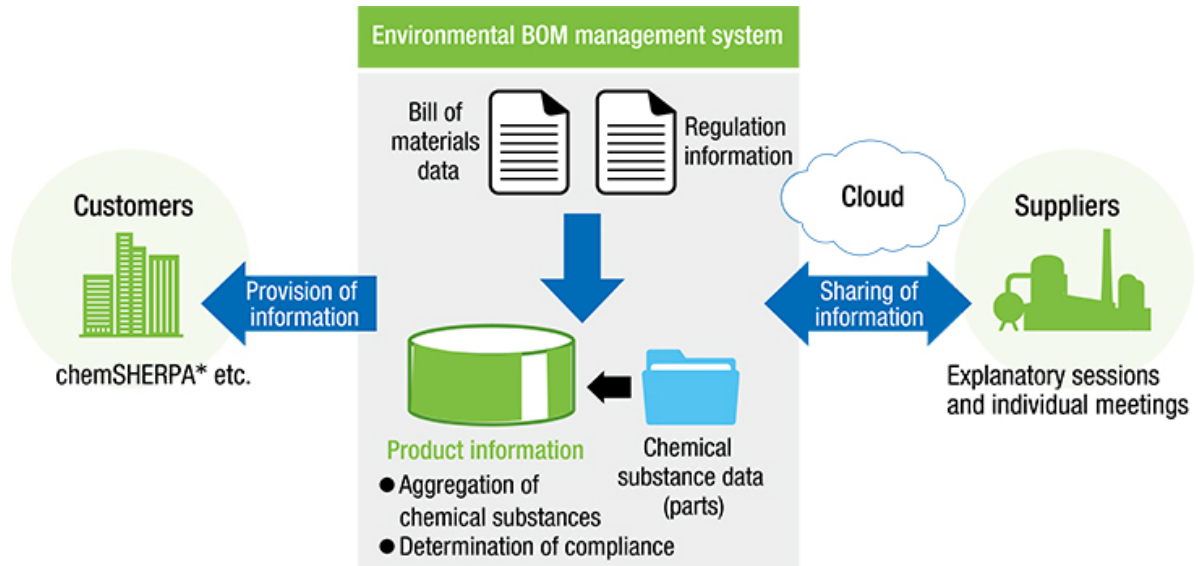 Environmental BOM management system
Bill of
materials
data
Regulation
information
Cloud
Customers
Suppliers
Provision of
information
Sharing of
information
chemSHERPA* etc.
Explanatory sessions
and individual meetings
Product information
● Aggregation of
chemical substances
● Determination of compliance
Chemical
substance data
(parts)